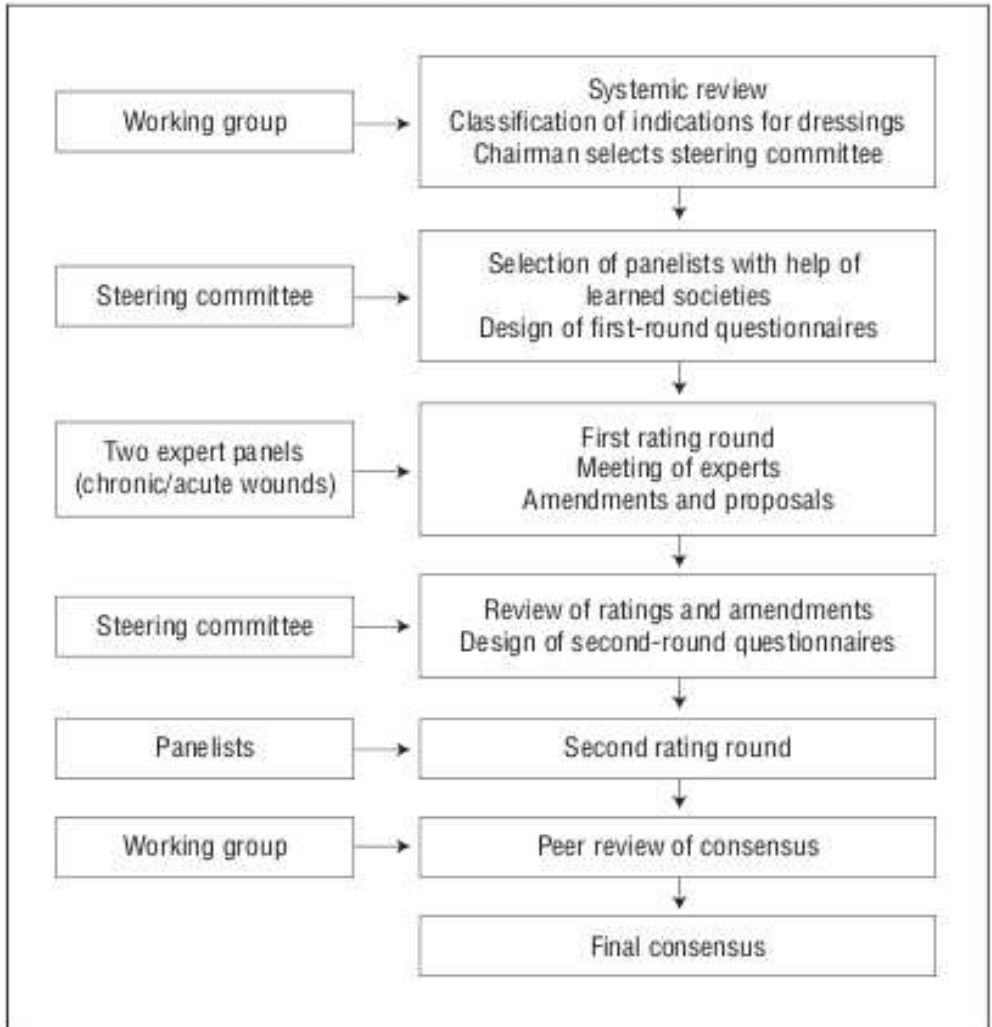 Working group
Systemic review
Classification of indications for dressings
Chairman selects steering committee
Steering committee
Selection of panelists with help of
learned societies
Design of first-round questionnaires
Two expert panels
(chronic/acute wounds)
First rating round
Meeting of experts
Amendments and proposals
Steering committee
Review of ratings and amendments
Design of second-round questionnaires
Panelists
Second rating round
Working group
Peer review of consensus
Final consensus